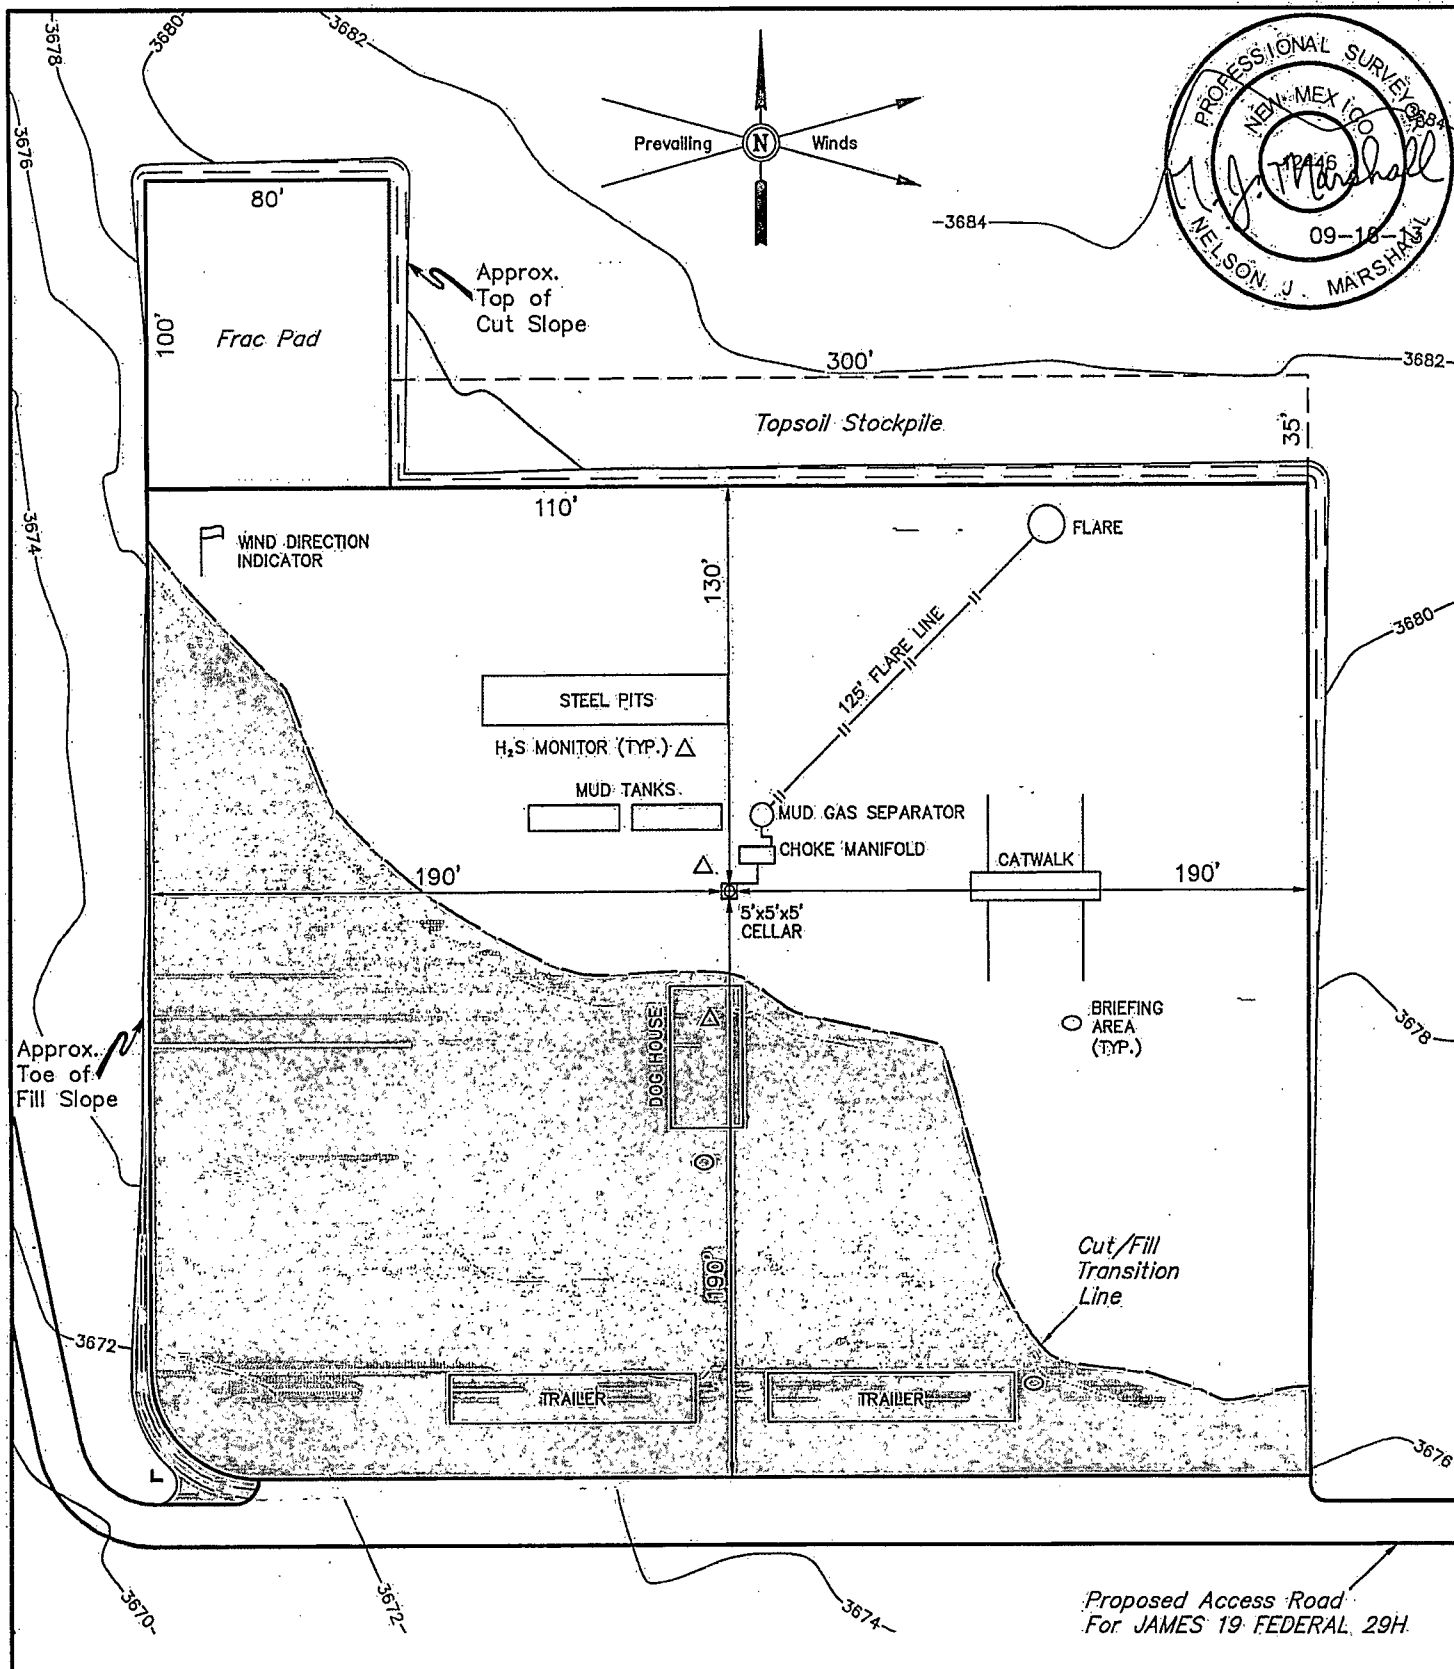 3678
3680
3682
3676
PROFESSIONAL SURVEYOR
NEW MEXICO
3684
12446
N. J. Marshall
NELSON J. MARSHALL
Prevailing
N
Winds
3684
80'
Approx.
Top of
Cut Slope
100'
Frac Pad
300'
3682
Topsoil Stockpile
35'
110'
3674
WIND DIRECTION
INDICATOR
130'
FLARE
125' FLARE LINE
3680
STEEL PITS
H₂S MONITOR (TYP.)
MUD TANKS
MUD GAS SEPARATOR
CHOKE MANIFOLD
CATWALK
190'
190'
5'x5'x5'
CELLAR
BRIEFING
AREA
(TYP.)
3678
DOG HOUSE
Approx.
Toe of
Fill Slope
190'
Cut/Fill
Transition
Line
3672
TRAILER
TRAILER
3676
3670
3672
3674
Proposed Access Road
For JAMES 19 FEDERAL 29H